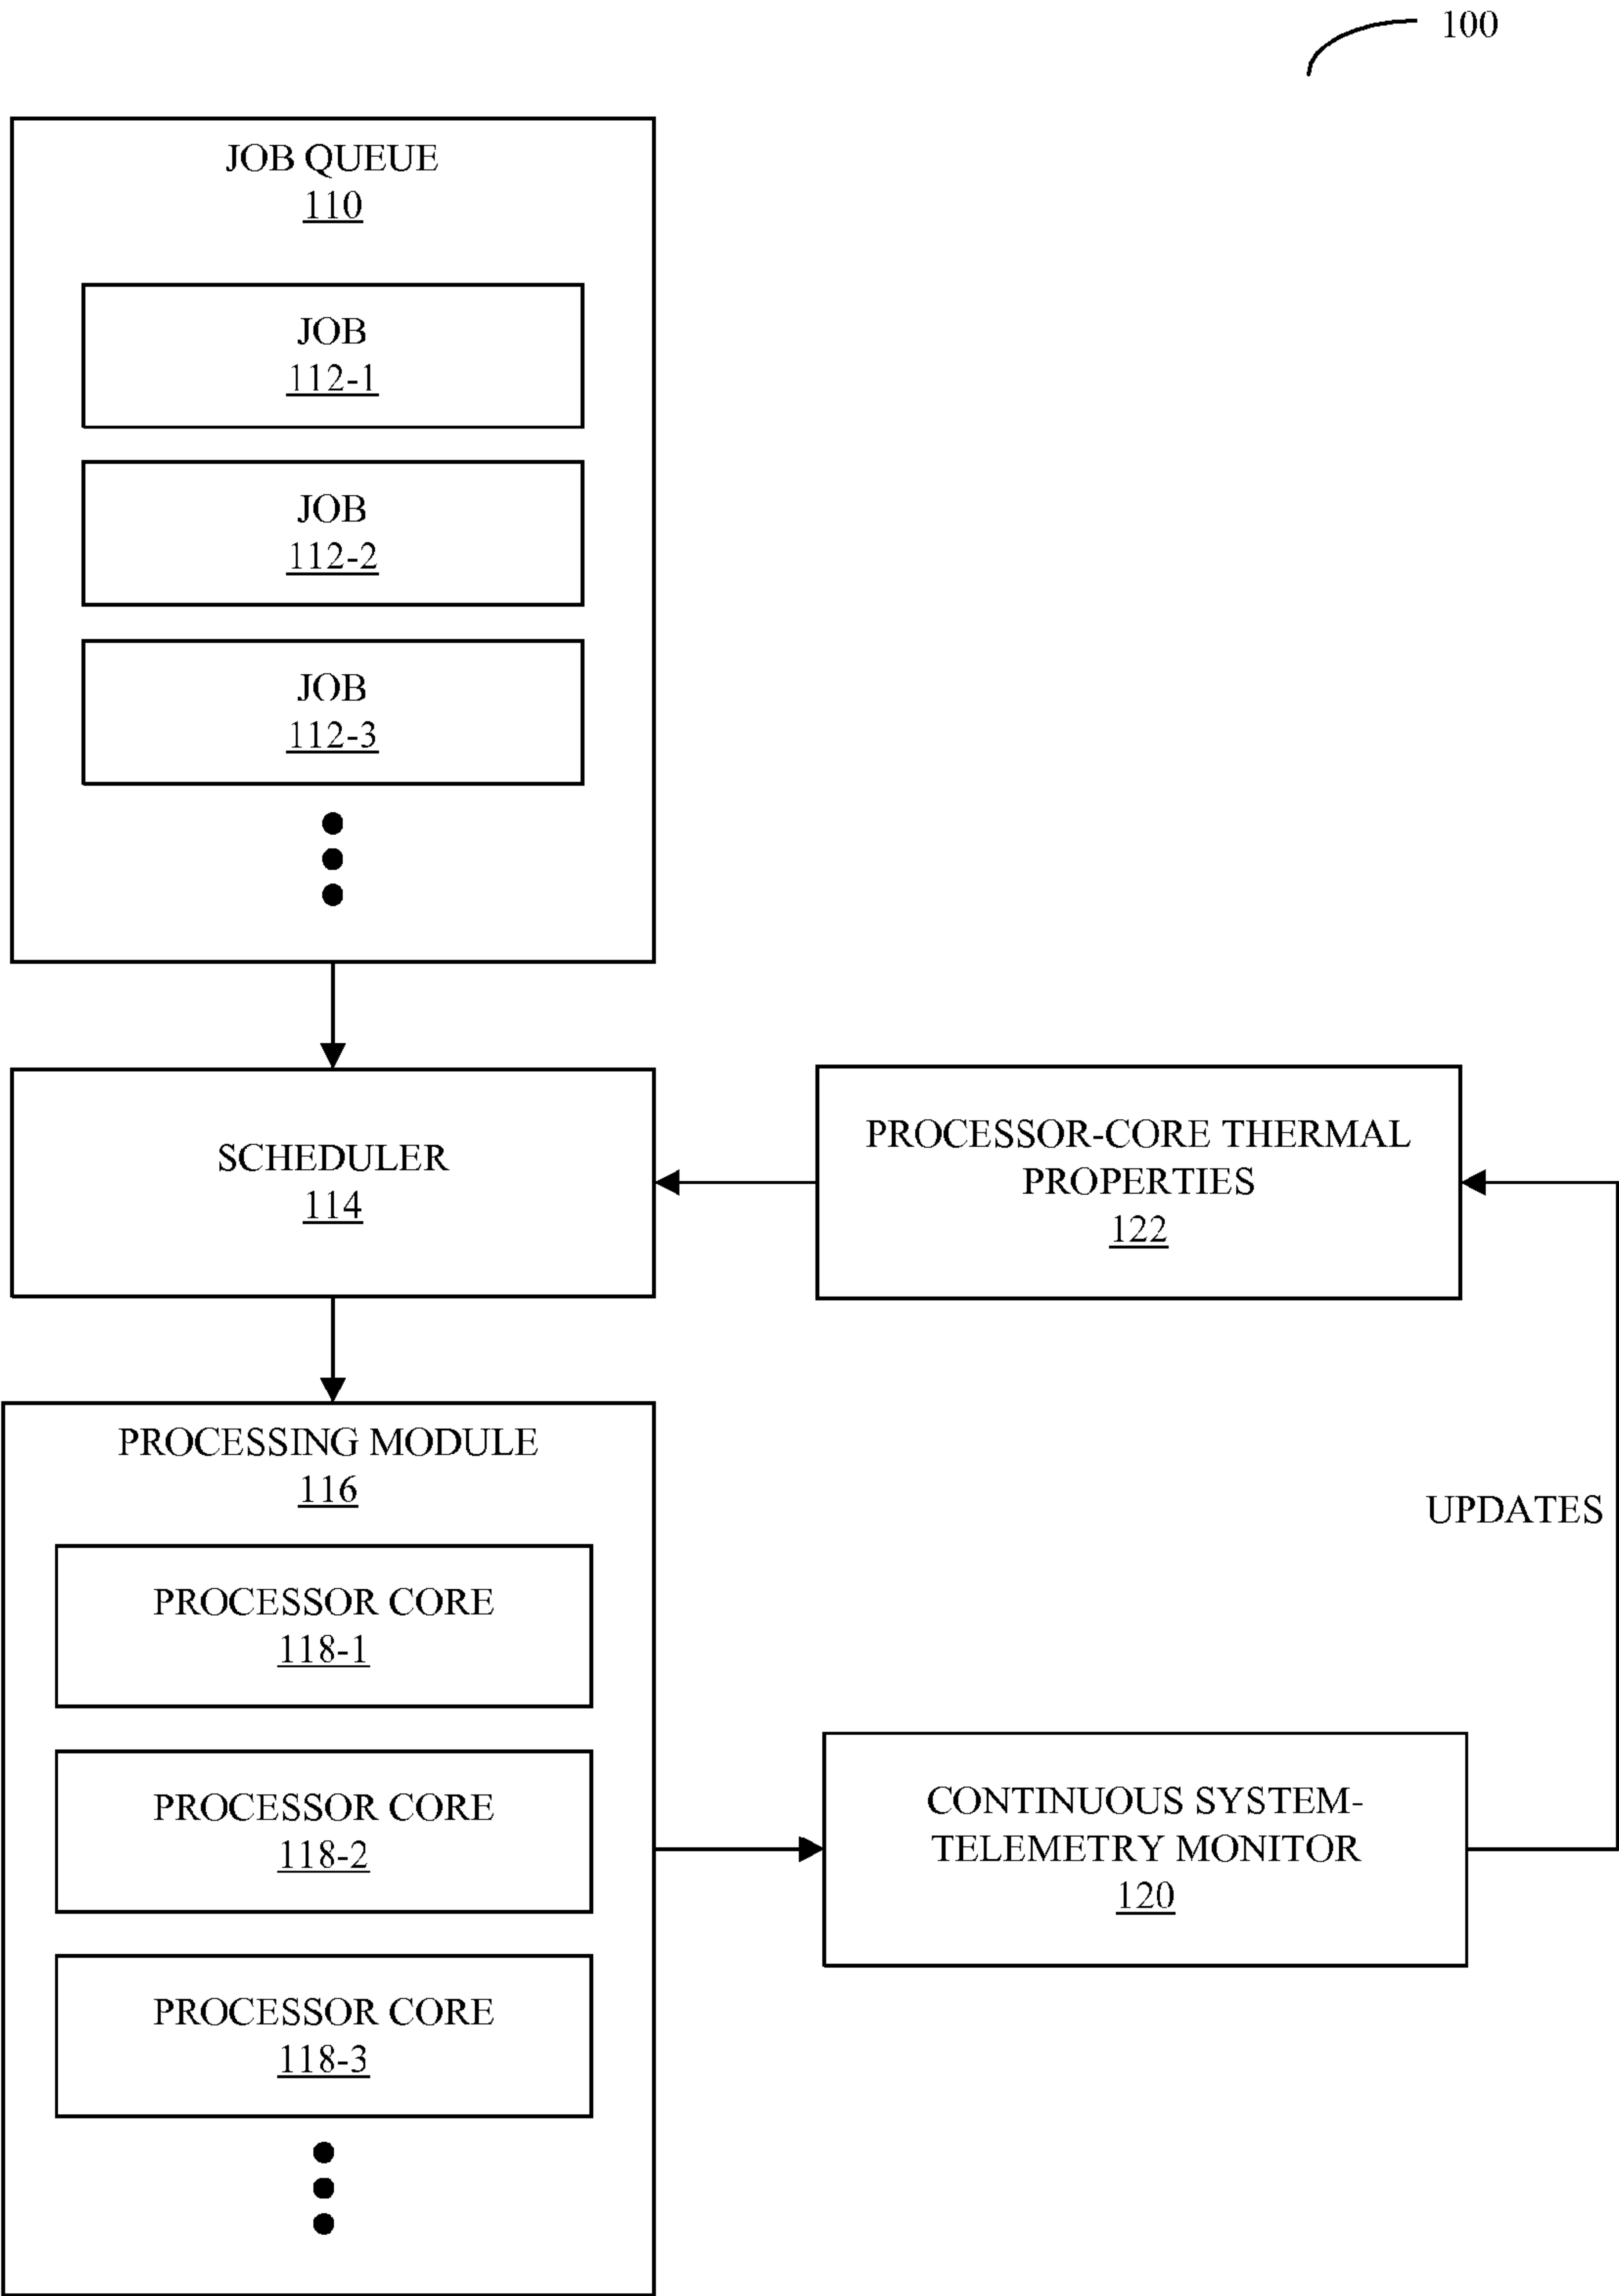 100
JOB QUEUE
110
JOB
112-1
JOB
112-2
JOB
112-3
SCHEDULER
114
PROCESSOR-CORE THERMAL
PROPERTIES
122
PROCESSING MODULE
116
UPDATES
PROCESSOR CORE
118-1
PROCESSOR CORE
118-2
CONTINUOUS SYSTEM-
TELEMETRY MONITOR
120
PROCESSOR CORE
118-3